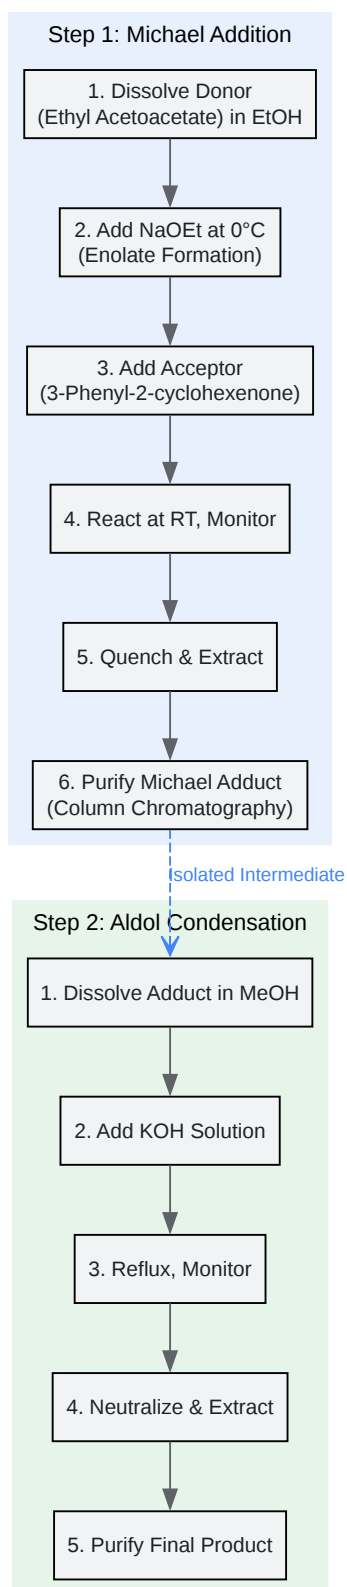 Step 1: Michael Addition
1. Dissolve Donor
(Ethyl Acetoacetate) in EtOH
2. Add NaOEt at 0°C
(Enolate Formation)
3. Add Acceptor
(3-Phenyl-2-cyclohexenone)
4. React at RT, Monitor
5. Quench & Extract
6. Purify Michael Adduct
(Column Chromatography)
Isolated Intermediate
Step 2: Aldol Condensation
1. Dissolve Adduct in MeOH
2. Add KOH Solution
3. Reflux, Monitor
4. Neutralize & Extract
5. Purify Final Product